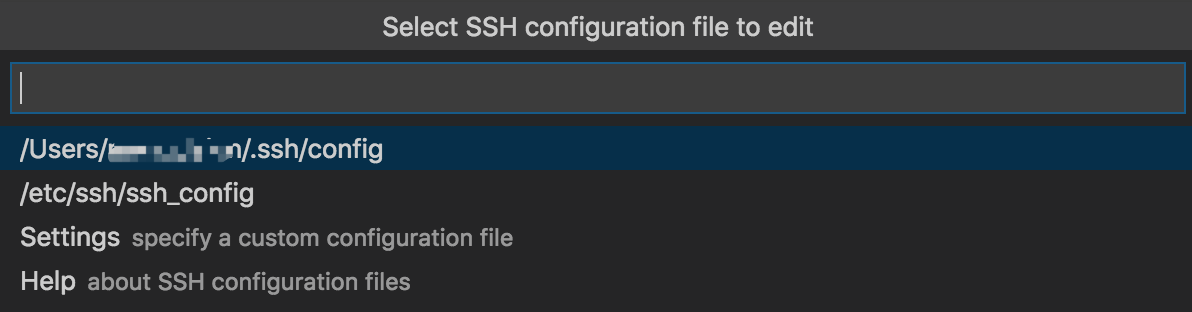 Select SSH configuration file to edit
/Users/ /.ssh/config
/etc/ssh/ssh_config
Settings specify a custom configuration file
Help about SSH configuration files